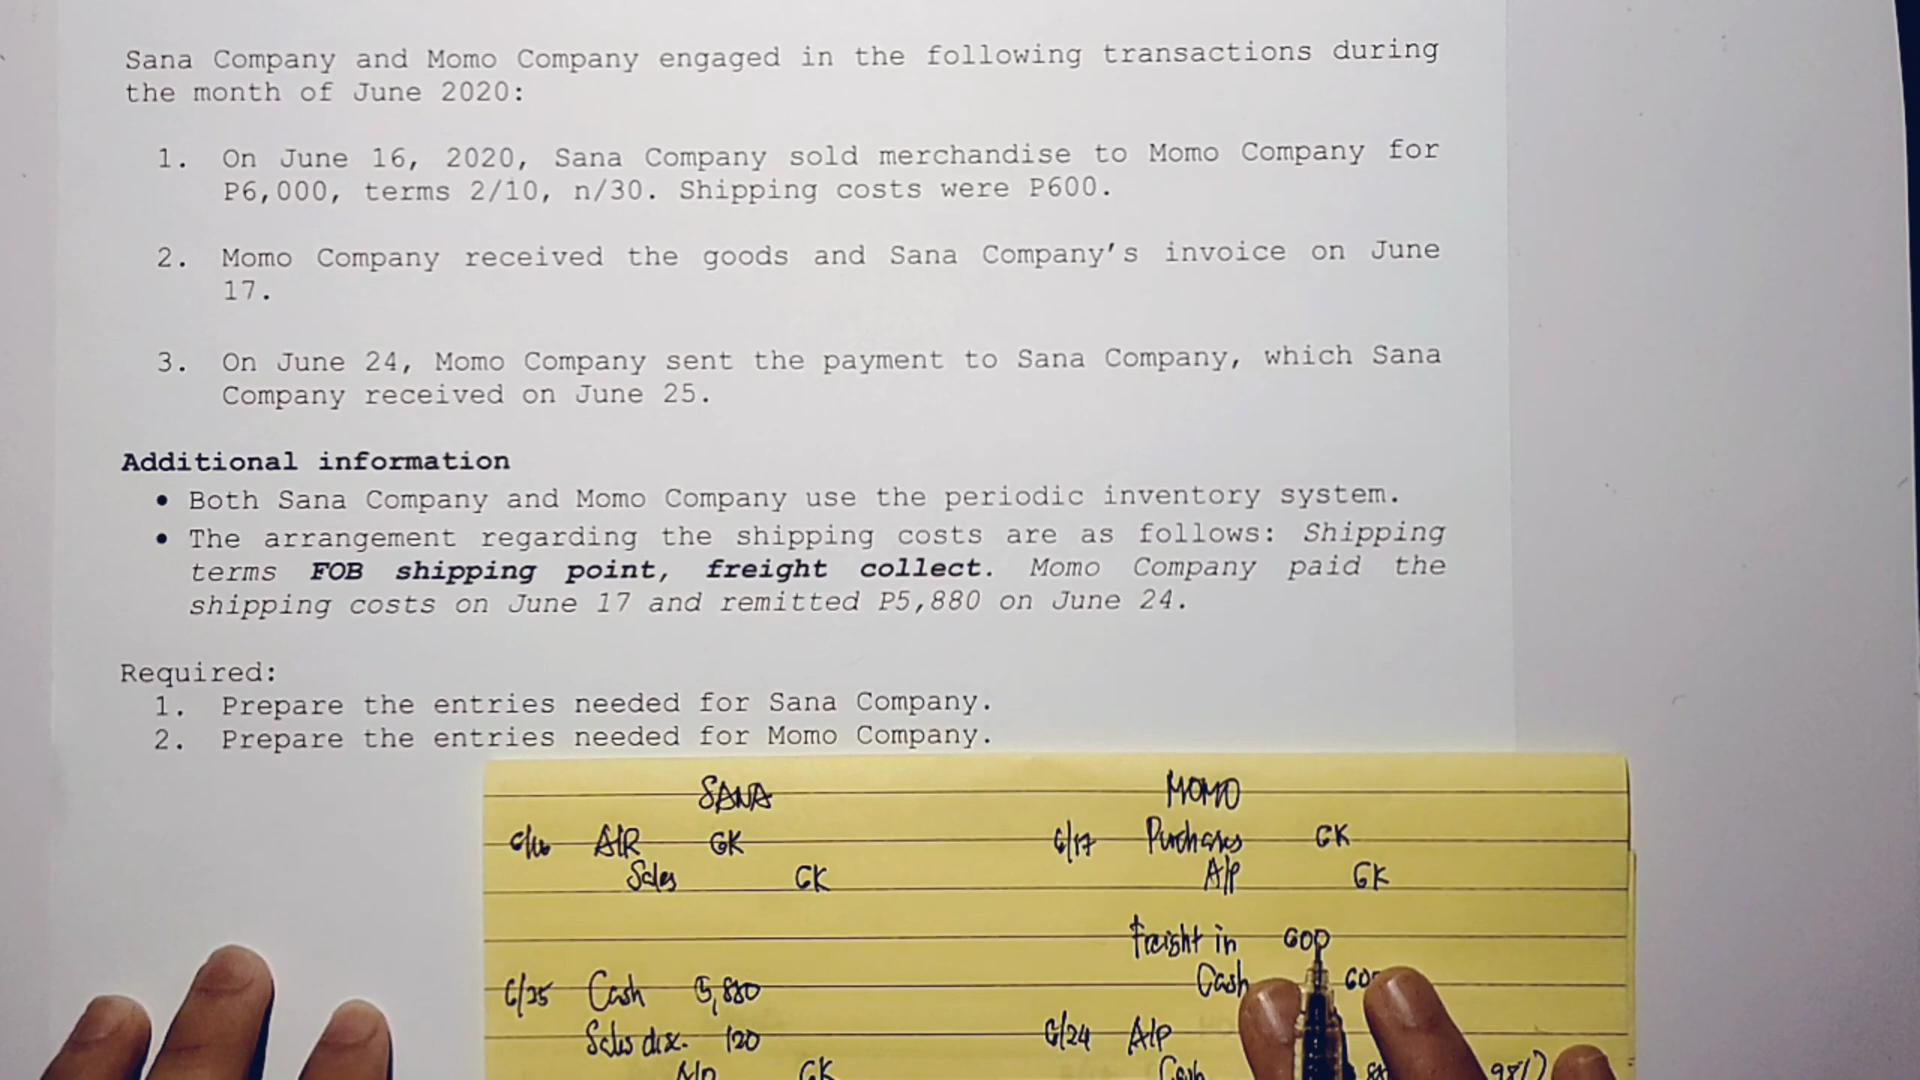 Sana Company and Momo Company engaged in the following transactions during
the month of June 2020:
1. On June 16, 2020, Sana Company sold merchandise to Momo Company for
P6,000, terms 2/10, n/30. Shipping costs were P600.
2. Momo Company received the goods and Sana Company's invoice on June
17.
3. On June 24, Momo Company sent the payment to Sana Company, which Sana
Company received on June 25.
Additional information
• Both Sana Company and Momo Company use the periodic inventory system.
• The arrangement regarding the shipping costs are as follows: Shipping
terms FOB shipping point, freight collect. Momo Company paid the
shipping costs on June 17 and remitted P5,880 on June 24.
Required:
1. Prepare the entries needed for Sana Company.
2. Prepare the entries needed for Momo Company.
SANA
6/16 A/R 6K
Sales 6K
6/25 Cash 5,880
Sales dix. 120
6K
MOMO
6/17 Purchases 6K
A/P 6K
Freight in 600
Cash
6/24 A/P
Cash